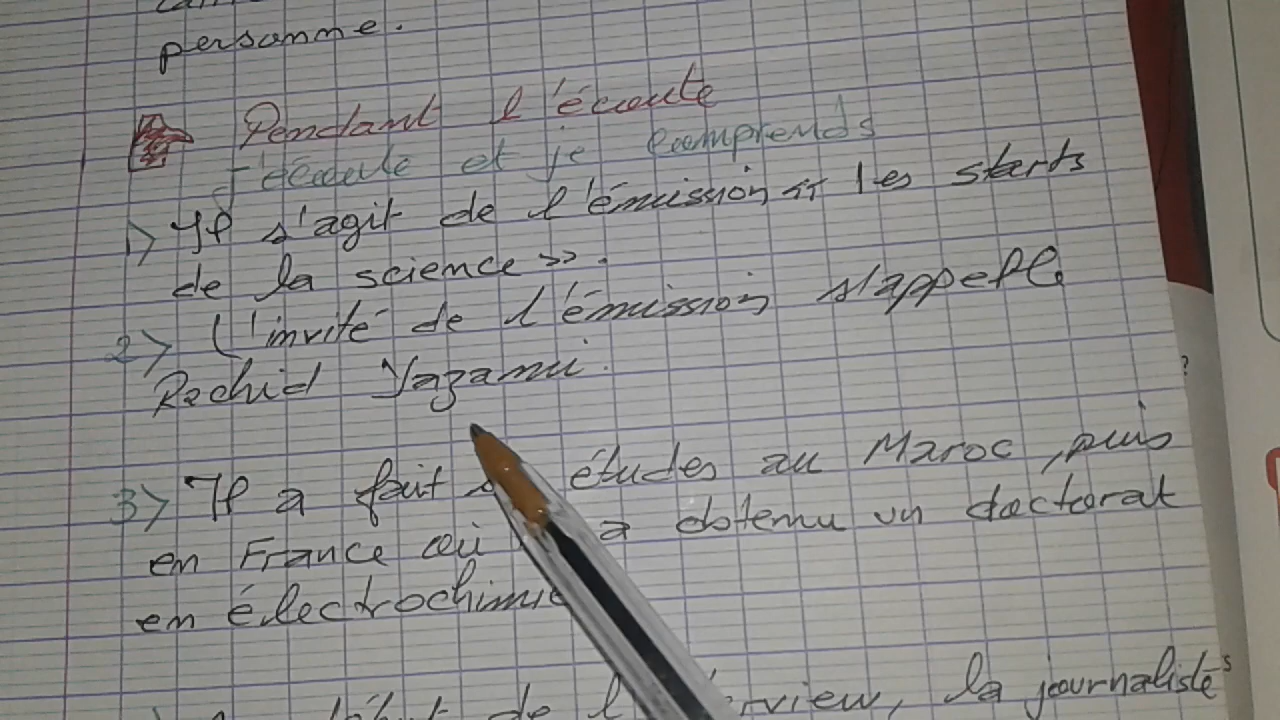 personne.
Pendant l'écoute
J'écoute et je comprends
1> Il s'agit de l'émission << les stars
de la science >>.
2> L'invité de l'émission s'appelle
Rachid Yazami.
3> Il a fait études au Maroc, puis
en France où a obtenu un doctorat
en électrochimie
de l' rview, la journaliste